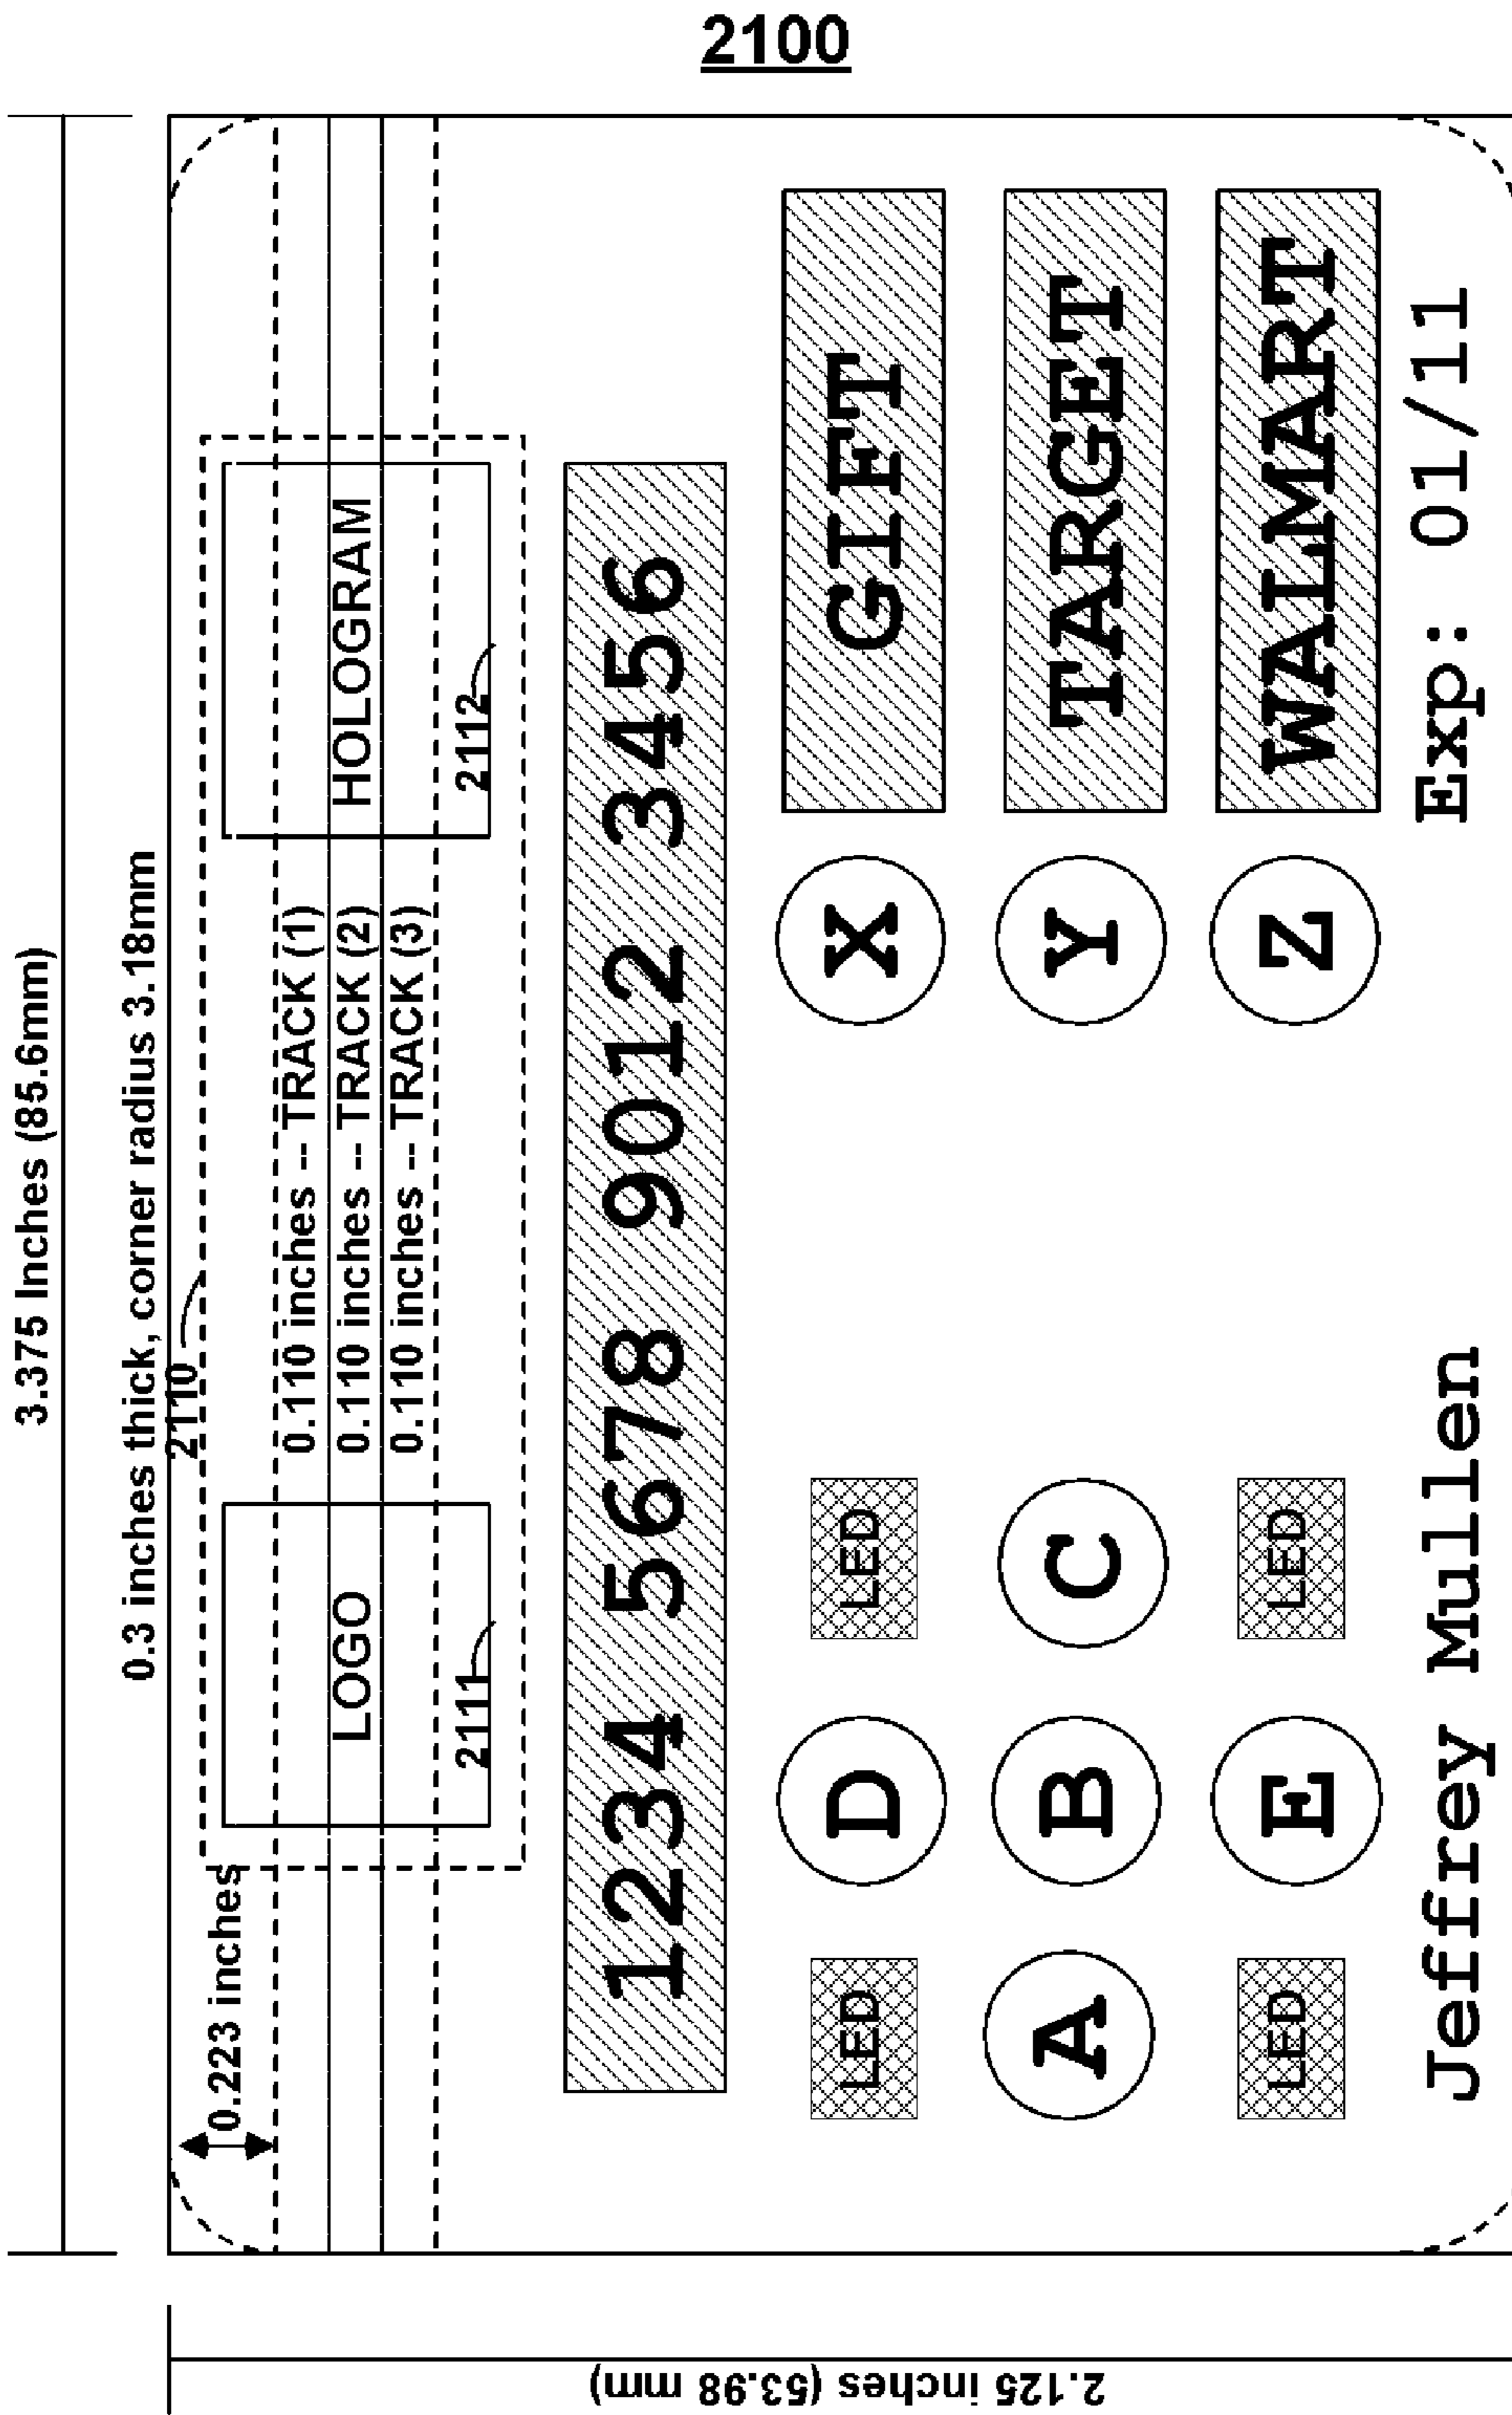 2100
3.375 Inches (85.6mm)
0.3 inches thick, corner radius 3.18mm
2110
0.223 inches
LOGO
HOLOGRAM
0.110 inches -- TRACK (1)
0.110 inches -- TRACK (2)
0.110 inches -- TRACK (3)
2111
2112
1234 5678 9012 3456
LED D LED X GIFT
A B C Y TARGET
LED E LED Z WALMART
Jeffrey Mullen Exp: 01/11
2.125 inches (53.98 mm)